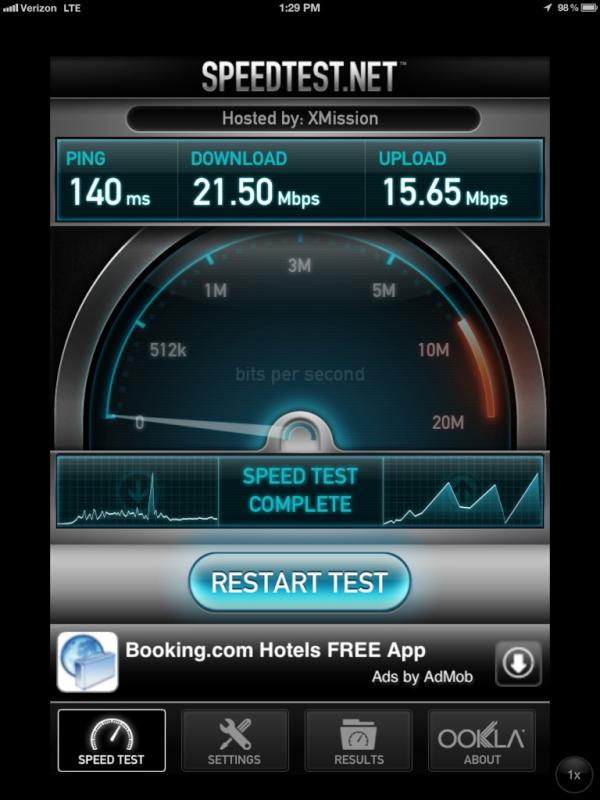 Verizon LTE 1:29 PM 98%
SPEEDTEST.NET™
Hosted by: XMission
PING DOWNLOAD UPLOAD
140 ms 21.50 Mbps 15.65 Mbps
3M
1M 5M
512k 10M
bits per second
0 20M
SPEED TEST
COMPLETE
RESTART TEST
Booking.com Hotels FREE App
Ads by AdMob
OOKLA
SPEED TEST SETTINGS RESULTS ABOUT
1x